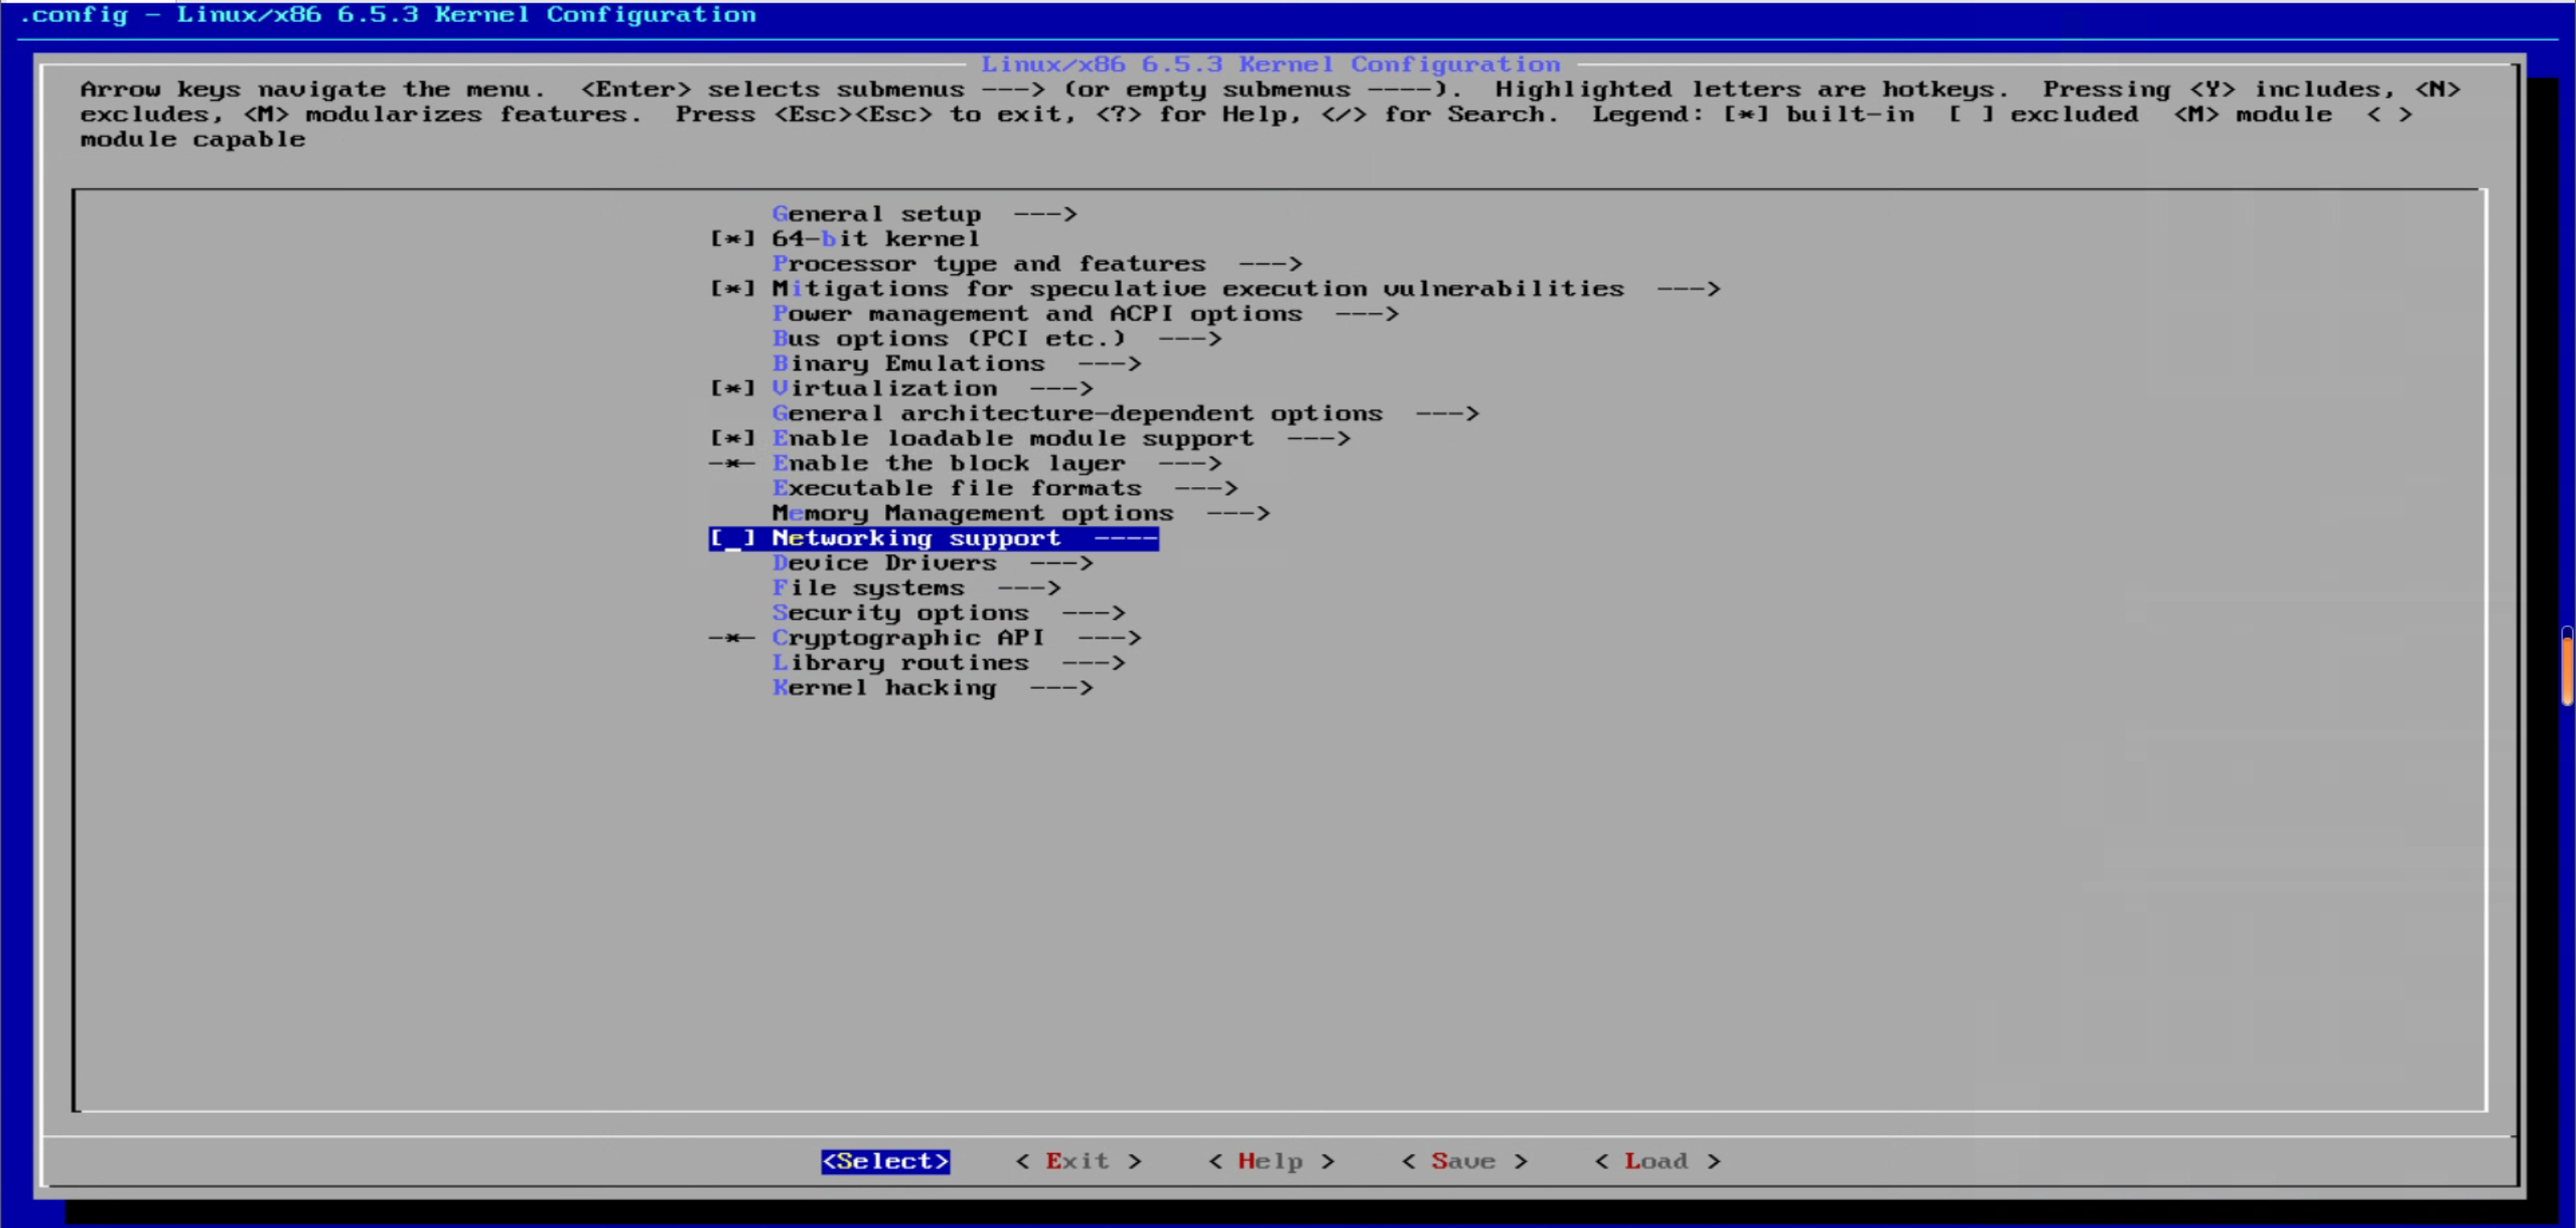 .config - Linux/x86 6.5.3 Kernel Configuration
Linux/x86 6.5.3 Kernel Configuration
Arrow keys navigate the menu.  <Enter> selects submenus ---> (or empty submenus ----).  Highlighted letters are hotkeys.  Pressing <Y> includes, <N>
excludes, <M> modularizes features.  Press <Esc><Esc> to exit, <?> for Help, </> for Search.  Legend: [*] built-in  [ ] excluded  <M> module  < >
module capable
General setup  --->
[*] 64-bit kernel
Processor type and features  --->
[*] Mitigations for speculative execution vulnerabilities  --->
Power management and ACPI options  --->
Bus options (PCI etc.)  --->
Binary Emulations  --->
[*] Virtualization  --->
General architecture-dependent options  --->
[*] Enable loadable module support  --->
-*- Enable the block layer  --->
Executable file formats  --->
Memory Management options  --->
[_] Networking support  ----
Device Drivers  --->
File systems  --->
Security options  --->
-*- Cryptographic API  --->
Library routines  --->
Kernel hacking  --->
<Select>    < Exit >    < Help >    < Save >    < Load >